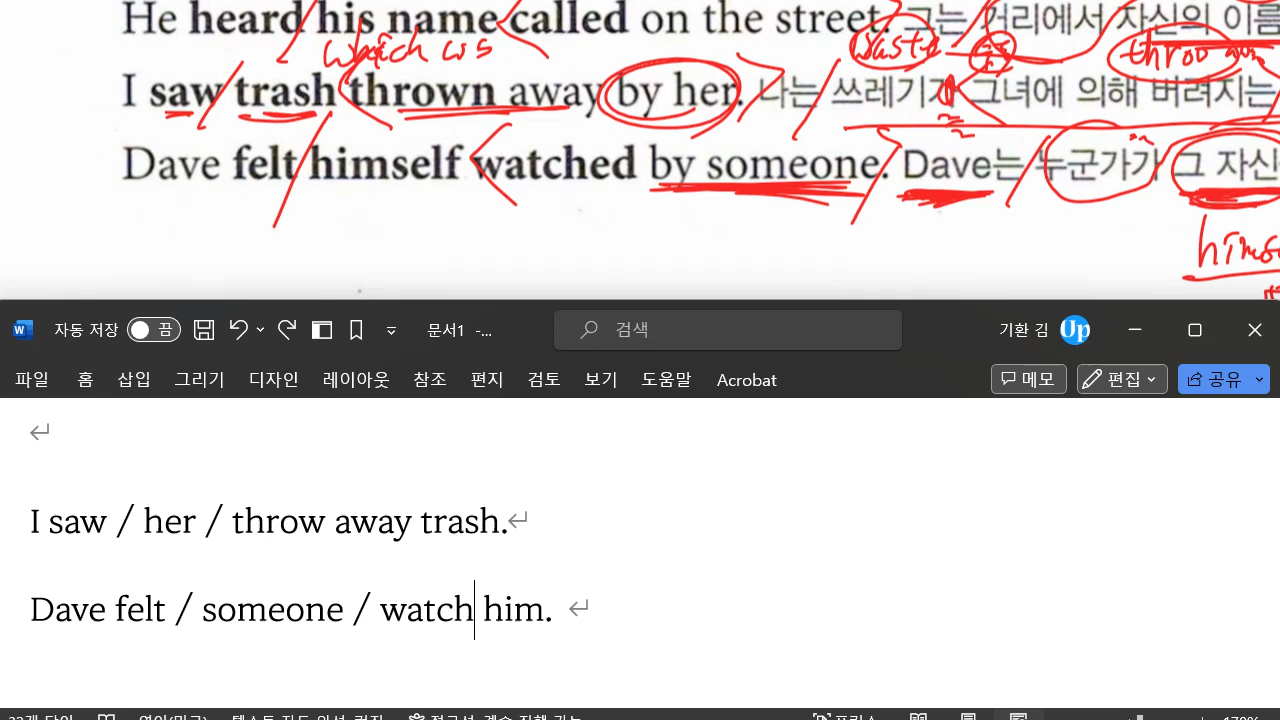 He heard his name called on the street. 그는 거리에서 자신의 이름
which was
waste
I saw trash thrown away by her. 나는 쓰레기가 그녀에 의해 버려지는
Dave felt himself watched by someone. Dave는 누군가가 그 자신
자동 저장 끔 문서1 -... 검색 기환 김 Up
파일 홈 삽입 그리기 디자인 레이아웃 참조 편지 검토 보기 도움말 Acrobat 메모 편집 공유
I saw / her / throw away trash.
Dave felt / someone / watch him.